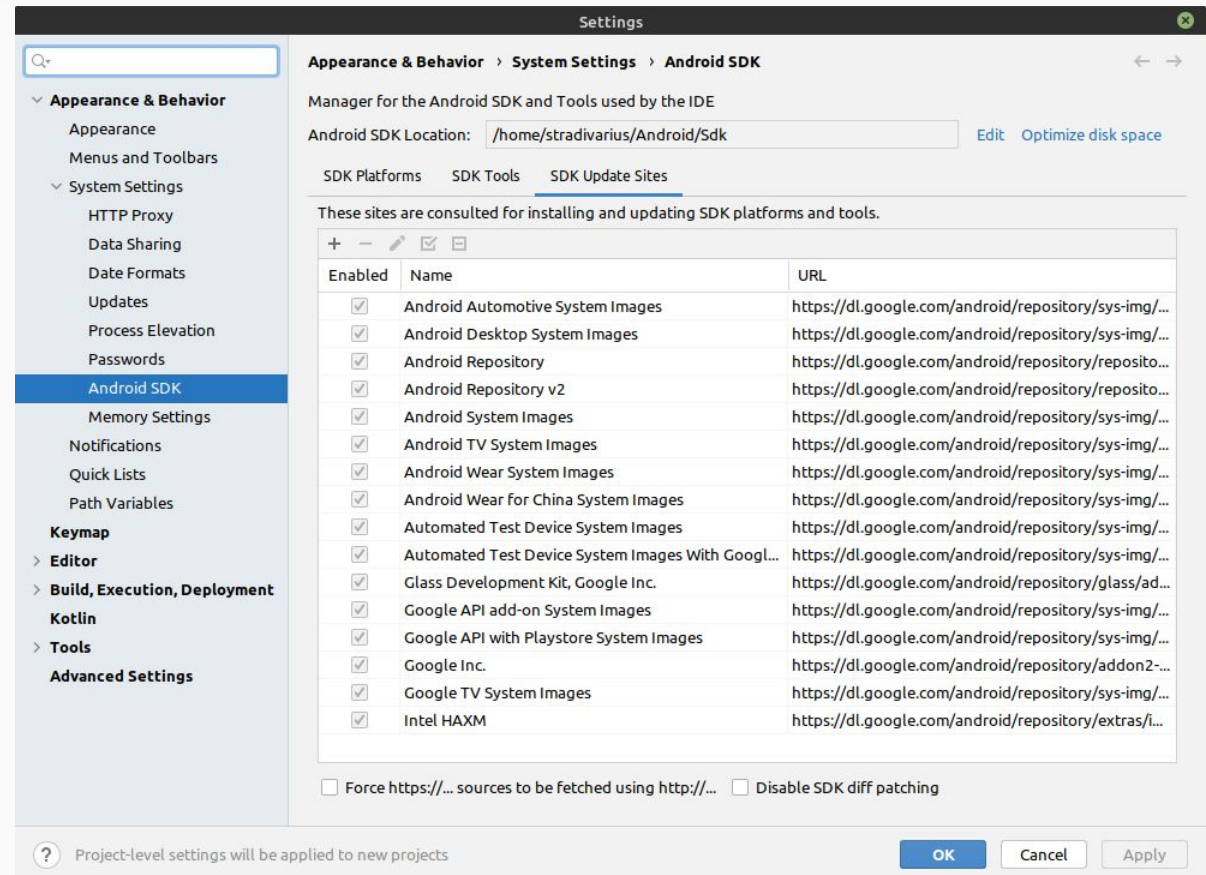 Settings
Appearance & Behavior
Appearance
Menus and Toolbars
System Settings
HTTP Proxy
Data Sharing
Date Formats
Updates
Process Elevation
Passwords
Android SDK
Memory Settings
Notifications
Quick Lists
Path Variables
Keymap
Editor
Build, Execution, Deployment
Kotlin
Tools
Advanced Settings
Appearance & Behavior › System Settings › Android SDK
Manager for the Android SDK and Tools used by the IDE
Android SDK Location: /home/stradivarius/Android/Sdk Edit Optimize disk space
SDK Platforms SDK Tools SDK Update Sites
These sites are consulted for installing and updating SDK platforms and tools.
Enabled Name URL
Android Automotive System Images https://dl.google.com/android/repository/sys-img/...
Android Desktop System Images https://dl.google.com/android/repository/sys-img/...
Android Repository https://dl.google.com/android/repository/reposito...
Android Repository v2 https://dl.google.com/android/repository/reposito...
Android System Images https://dl.google.com/android/repository/sys-img/...
Android TV System Images https://dl.google.com/android/repository/sys-img/...
Android Wear System Images https://dl.google.com/android/repository/sys-img/...
Android Wear for China System Images https://dl.google.com/android/repository/sys-img/...
Automated Test Device System Images https://dl.google.com/android/repository/sys-img/...
Automated Test Device System Images With Googl... https://dl.google.com/android/repository/sys-img/...
Glass Development Kit, Google Inc. https://dl.google.com/android/repository/glass/ad...
Google API add-on System Images https://dl.google.com/android/repository/sys-img/...
Google API with Playstore System Images https://dl.google.com/android/repository/sys-img/...
Google Inc. https://dl.google.com/android/repository/addon2-...
Google TV System Images https://dl.google.com/android/repository/sys-img/...
Intel HAXM https://dl.google.com/android/repository/extras/i...
Force https://... sources to be fetched using http://... Disable SDK diff patching
? Project-level settings will be applied to new projects
OK Cancel Apply